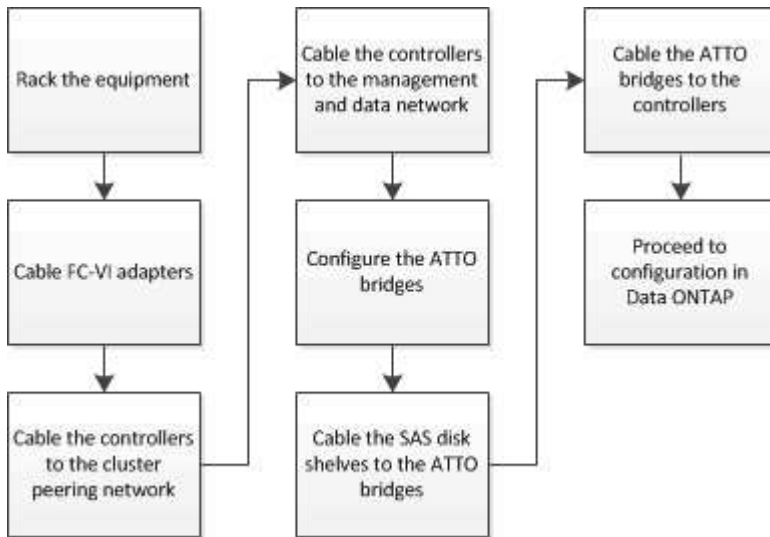 Rack the equipment
Cable FC-VI adapters
Cable the controllers
to the cluster
peering network
Cable the controllers
to the management
and data network
Configure the ATTO
bridges
Cable the SAS disk
shelves to the ATTO
bridges
Cable the ATTO
bridges to the
controllers
Proceed to
configuration in
Data ONTAP